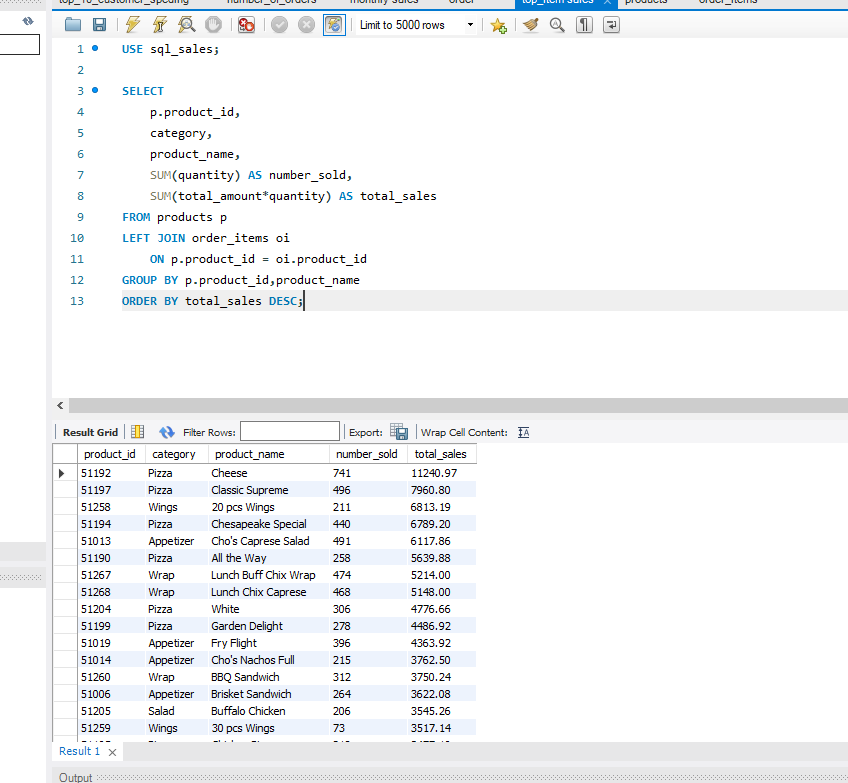 top_10_customer_speding number_of_orders monthly sales order top_item sales products order_items
Limit to 5000 rows
1 USE sql_sales;
2
3 SELECT
4 p.product_id,
5 category,
6 product_name,
7 SUM(quantity) AS number_sold,
8 SUM(total_amount*quantity) AS total_sales
9 FROM products p
10 LEFT JOIN order_items oi
11 ON p.product_id = oi.product_id
12 GROUP BY p.product_id,product_name
13 ORDER BY total_sales DESC;
Result Grid Filter Rows: Export: Wrap Cell Content: IA
product_id category product_name number_sold total_sales
51192 Pizza Cheese 741 11240.97
51197 Pizza Classic Supreme 496 7960.80
51258 Wings 20 pcs Wings 211 6813.19
51194 Pizza Chesapeake Special 440 6789.20
51013 Appetizer Cho's Caprese Salad 491 6117.86
51190 Pizza All the Way 258 5639.88
51267 Wrap Lunch Buff Chix Wrap 474 5214.00
51268 Wrap Lunch Chix Caprese 468 5148.00
51204 Pizza White 306 4776.66
51199 Pizza Garden Delight 278 4486.92
51019 Appetizer Fry Flight 396 4363.92
51014 Appetizer Cho's Nachos Full 215 3762.50
51260 Wrap BBQ Sandwich 312 3750.24
51006 Appetizer Brisket Sandwich 264 3622.08
51205 Salad Buffalo Chicken 206 3545.26
51259 Wings 30 pcs Wings 73 3517.14
Result 1
Output